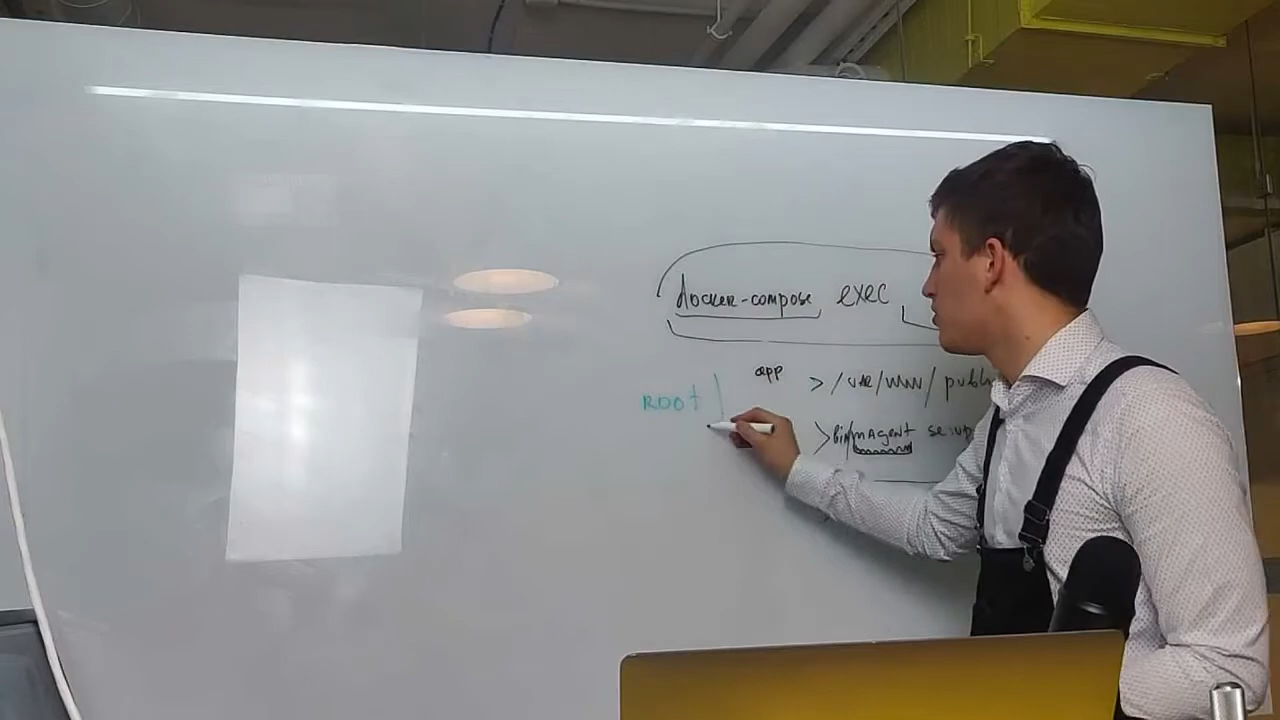 docker-compose exec
app > /var/www/publ
Root
> bin/magent se:up